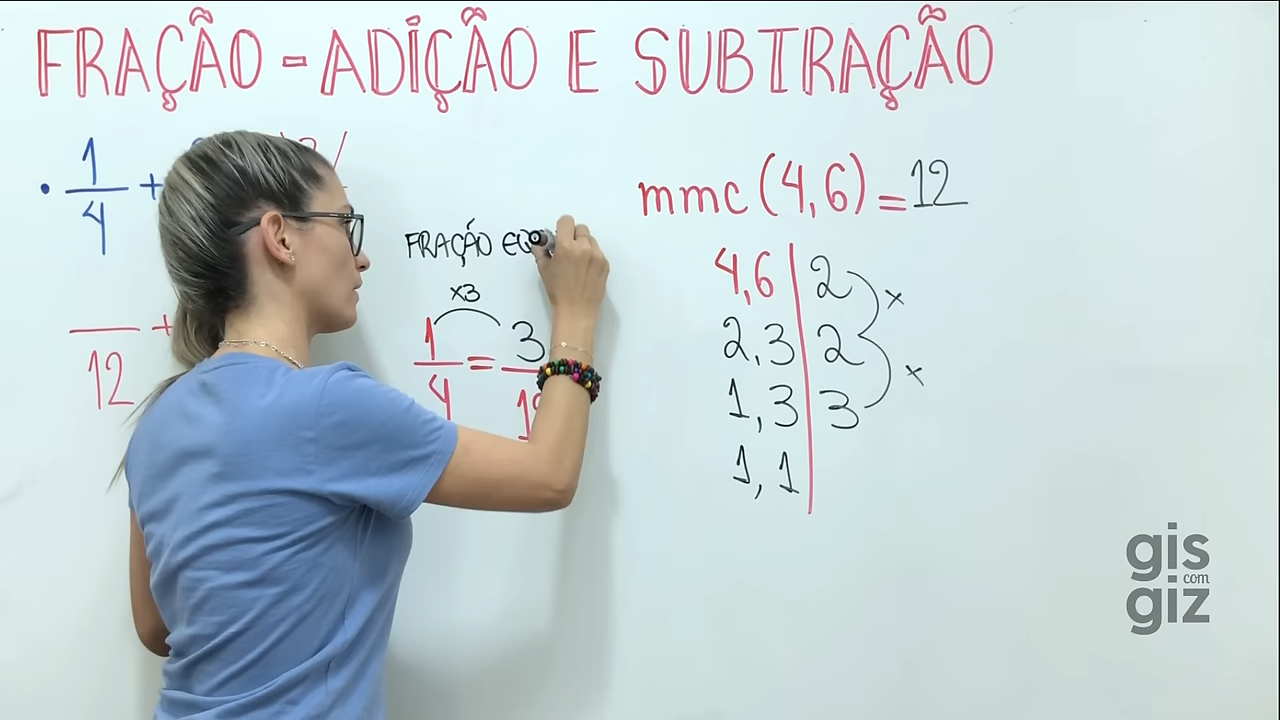 FRAÇÃO - ADIÇÃO E SUBTRAÇÃO
• 1/4 +
mmc (4,6) = 12
FRAÇÃO
x3
1/4 = 3/
12 +
4,6 | 2 x
2,3 | 2 x
1,3 | 3
1,1
gis
com
giz